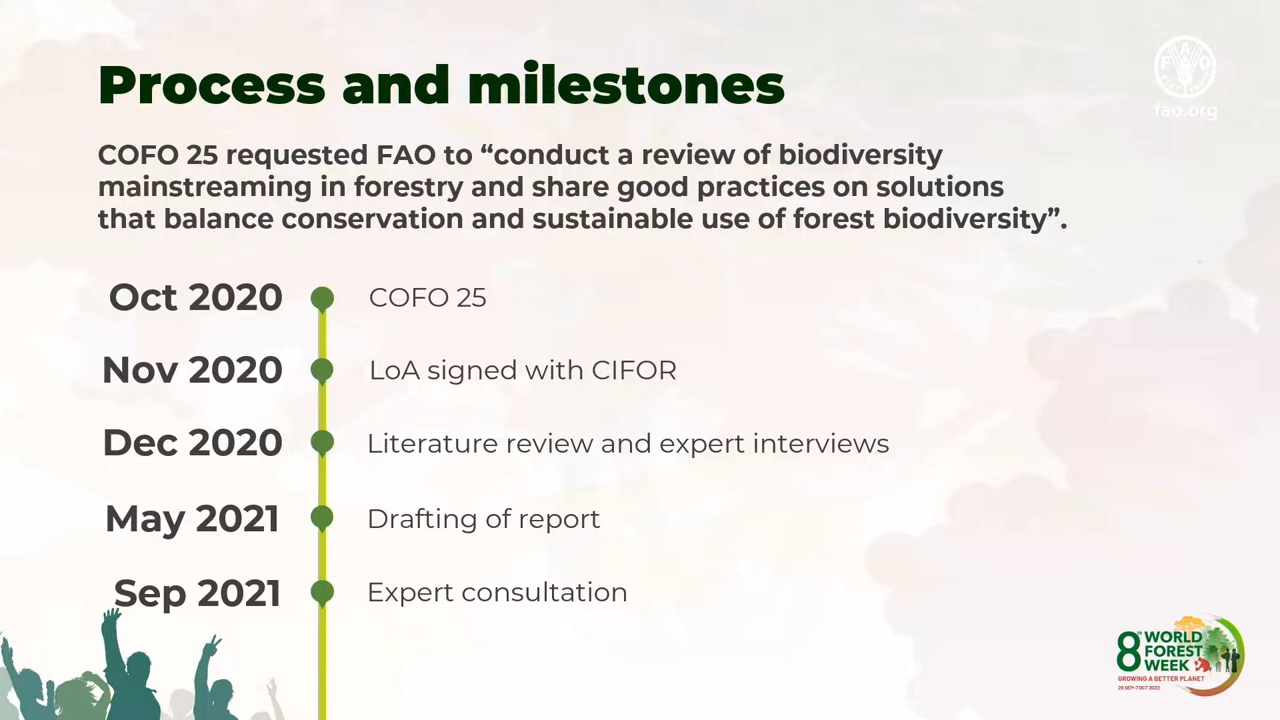 Process and milestones
FAO
fao.org
COFO 25 requested FAO to “conduct a review of biodiversity
mainstreaming in forestry and share good practices on solutions
that balance conservation and sustainable use of forest biodiversity”.
Oct 2020 COFO 25
Nov 2020 LoA signed with CIFOR
Dec 2020 Literature review and expert interviews
May 2021 Drafting of report
Sep 2021 Expert consultation
8th WORLD
FOREST
WEEK
GROWING A BETTER PLANET